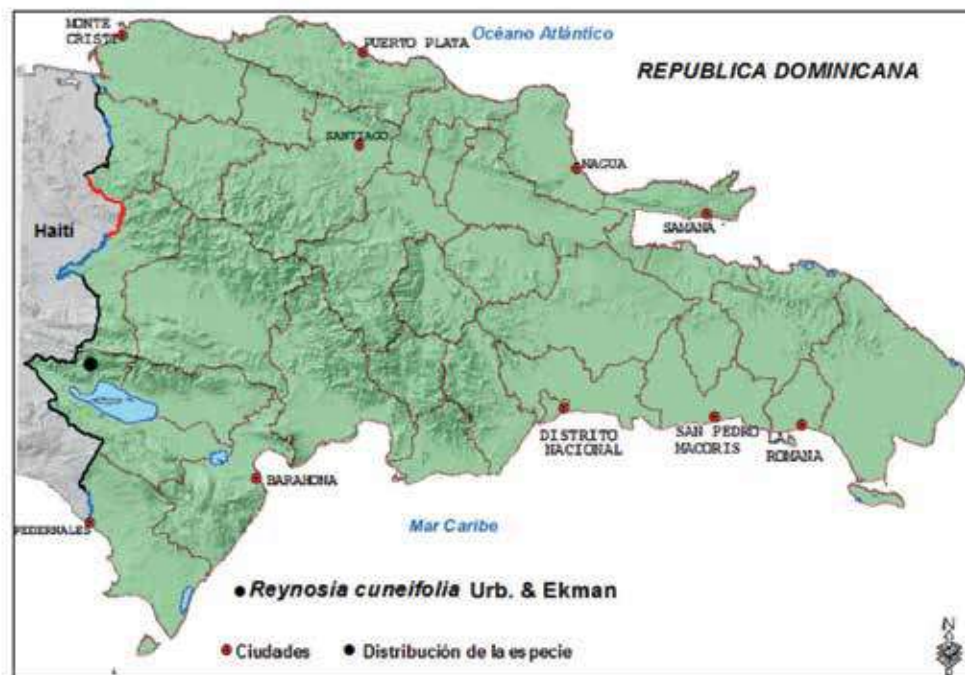 MONTE
CRISTI
PUERTO PLATA
Océano Atlántico
REPUBLICA DOMINICANA
SANTIAGO
NAGUA
SAMANA
Haití
DISTRITO
NACIONAL
SAN PEDRO
MACORIS
LA
ROMANA
BARAHONA
PEDERNALES
Mar Caribe
Reynosia cuneifolia Urb. & Ekman
Ciudades
Distribución de la especie
N